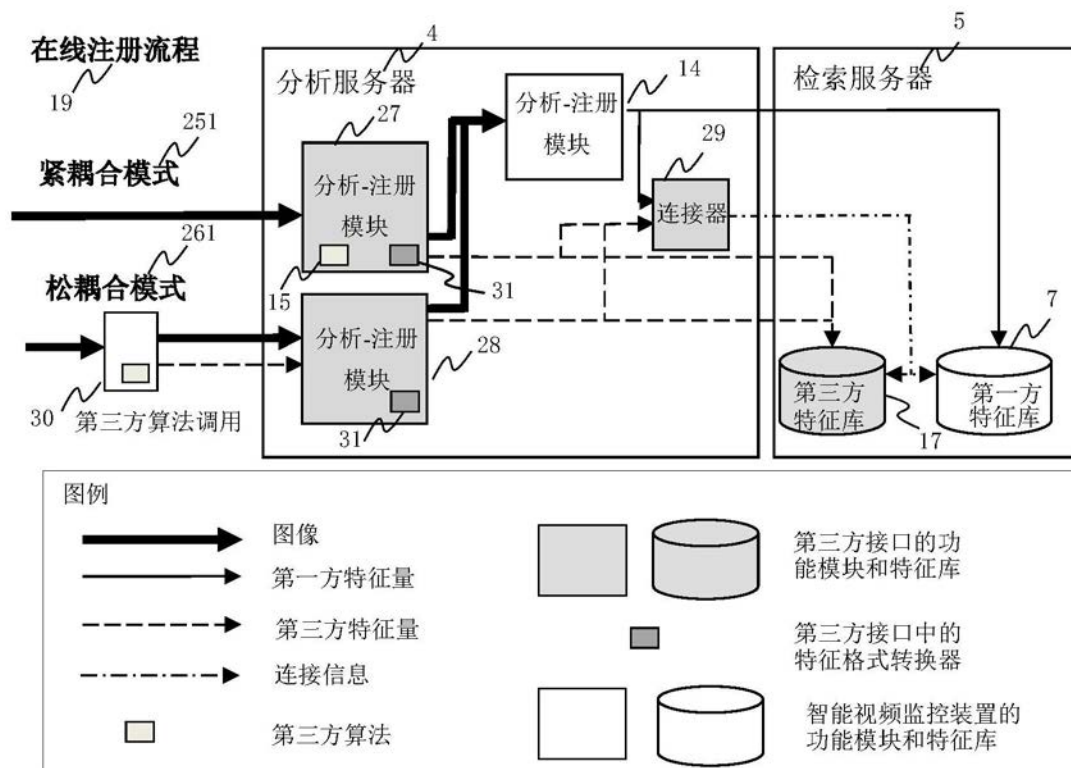 在线注册流程
19
4
5
分析服务器
检索服务器
27
14
分析-注册
模块
紧耦合模式
251
29
分析-注册
模块
连接器
松耦合模式
261
15
31
分析-注册
模块
28
7
31
30
第三方算法调用
第三方
特征库
第一方
特征库
17
图例
图像
第一方特征量
第三方特征量
连接信息
第三方算法
第三方接口的功
能模块和特征库
第三方接口中的
特征格式转换器
智能视频监控装置的
功能模块和特征库